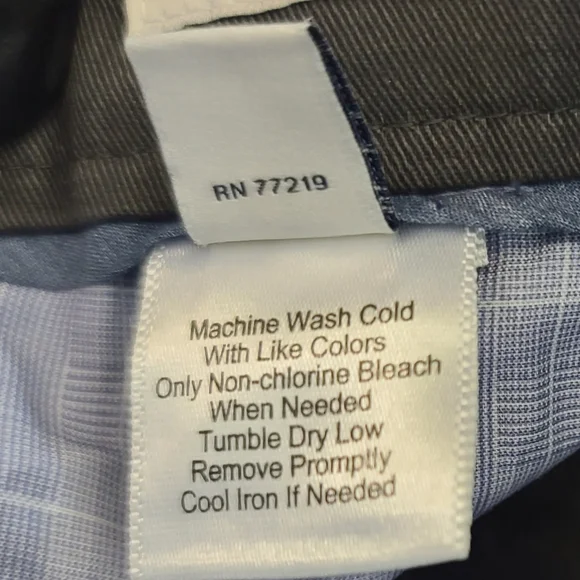 RN 77219
Machine Wash Cold
With Like Colors
Only Non-chlorine Bleach
When Needed
Tumble Dry Low
Remove Promptly
Cool Iron If Needed